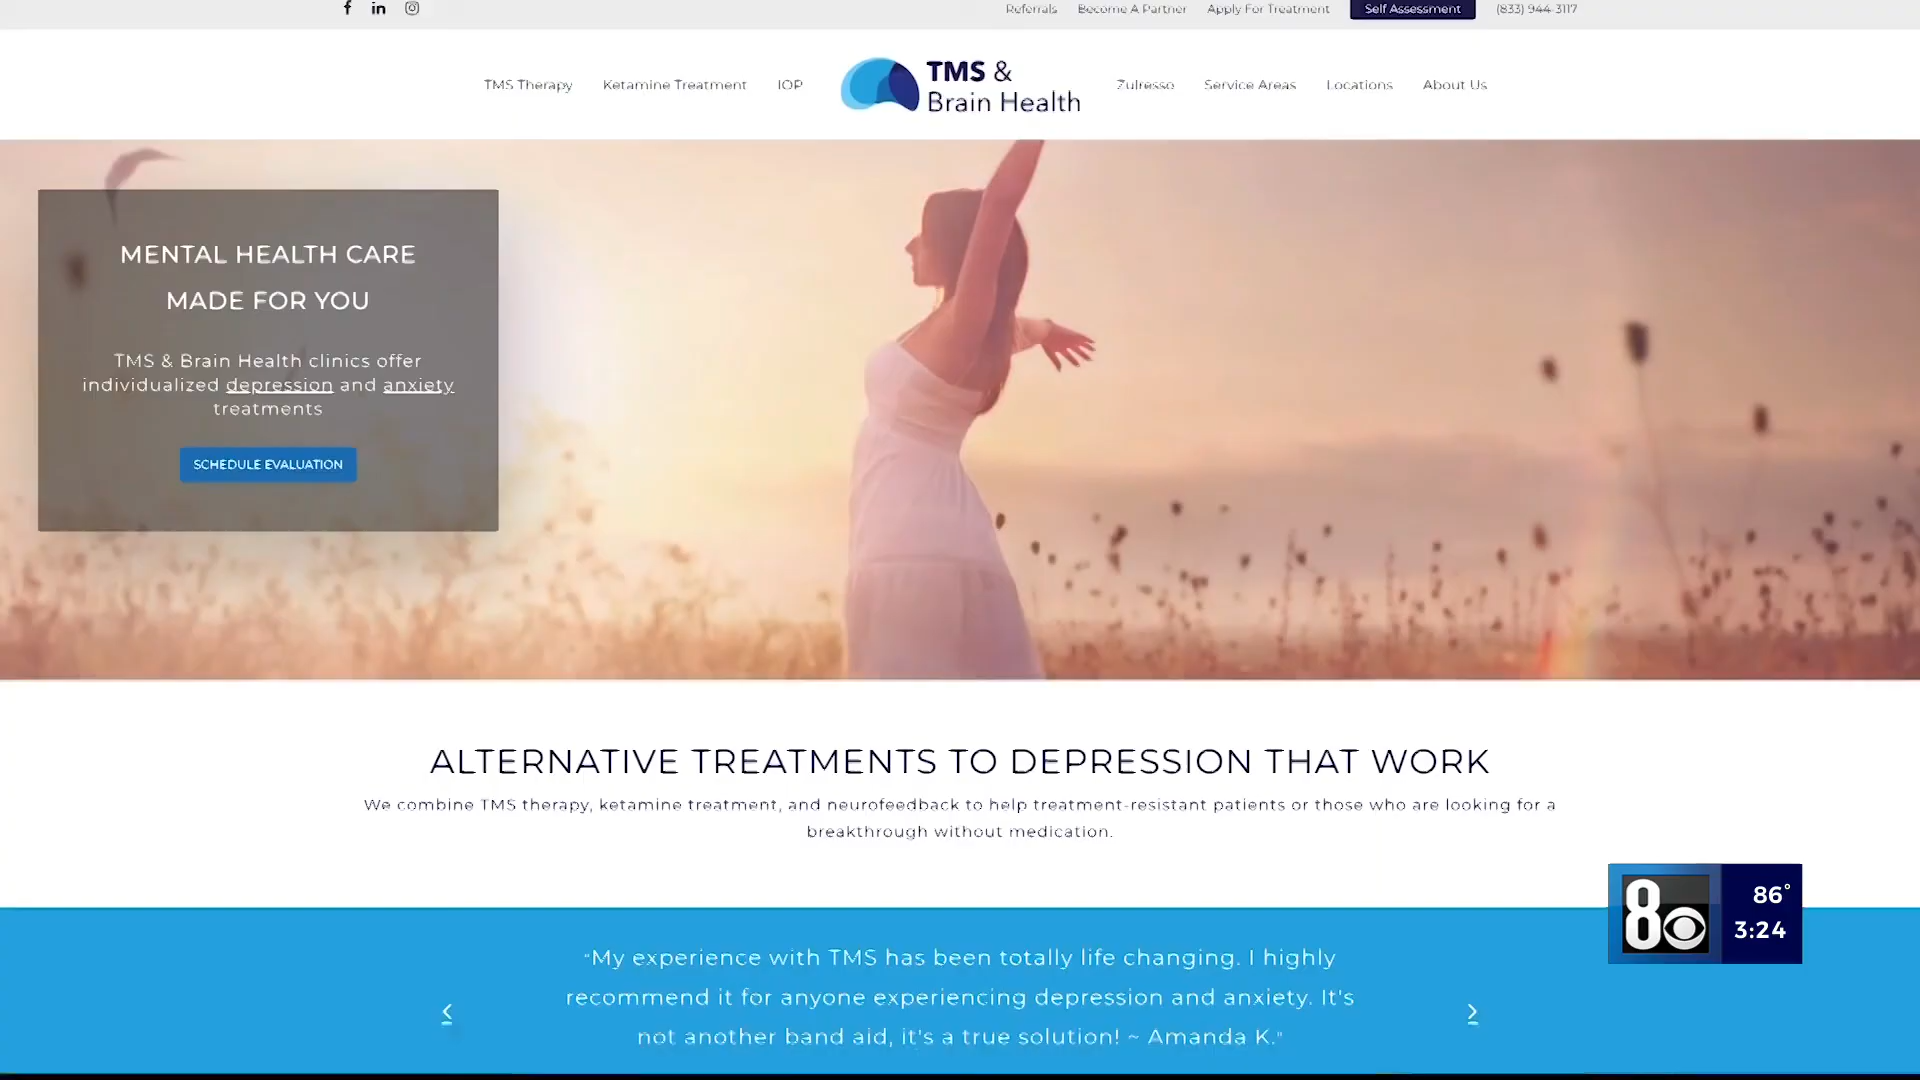 Referrals Become A Partner Apply For Treatment Self Assessment (833) 944-3117
TMS Therapy Ketamine Treatment IOP TMS & Brain Health Zulresso Service Areas Locations About Us
MENTAL HEALTH CARE
MADE FOR YOU
TMS & Brain Health clinics offer
individualized depression and anxiety
treatments
SCHEDULE EVALUATION
ALTERNATIVE TREATMENTS TO DEPRESSION THAT WORK
We combine TMS therapy, ketamine treatment, and neurofeedback to help treatment-resistant patients or those who are looking for a
breakthrough without medication.
"My experience with TMS has been totally life changing. I highly
recommend it for anyone experiencing depression and anxiety. It's
not another band aid, it's a true solution! ~ Amanda K."
8 86°
3:24